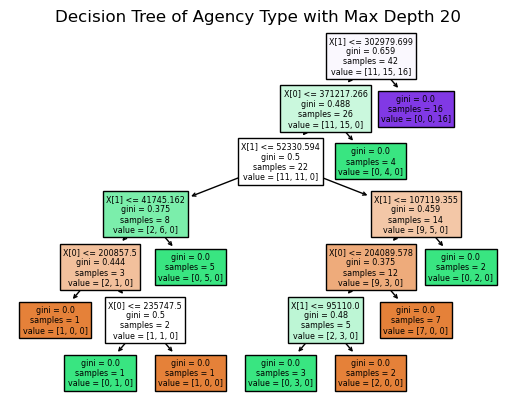 Decision Tree of Agency Type with Max Depth 20
X[1] <= 302979.699
gini = 0.659
samples = 42
value = [11, 15, 16]
X[0] <= 371217.266
gini = 0.488
samples = 26
value = [11, 15, 0]
gini = 0.0
samples = 16
value = [0, 0, 16]
X[1] <= 52330.594
gini = 0.5
samples = 22
value = [11, 11, 0]
gini = 0.0
samples = 4
value = [0, 4, 0]
X[1] <= 41745.162
gini = 0.375
samples = 8
value = [2, 6, 0]
X[1] <= 107119.355
gini = 0.459
samples = 14
value = [9, 5, 0]
X[0] <= 200857.5
gini = 0.444
samples = 3
value = [2, 1, 0]
gini = 0.0
samples = 5
value = [0, 5, 0]
X[0] <= 204089.578
gini = 0.375
samples = 12
value = [9, 3, 0]
gini = 0.0
samples = 2
value = [0, 2, 0]
gini = 0.0
samples = 1
value = [1, 0, 0]
X[0] <= 235747.5
gini = 0.5
samples = 2
value = [1, 1, 0]
X[1] <= 95110.0
gini = 0.48
samples = 5
value = [2, 3, 0]
gini = 0.0
samples = 7
value = [7, 0, 0]
gini = 0.0
samples = 1
value = [0, 1, 0]
gini = 0.0
samples = 1
value = [1, 0, 0]
gini = 0.0
samples = 3
value = [0, 3, 0]
gini = 0.0
samples = 2
value = [2, 0, 0]